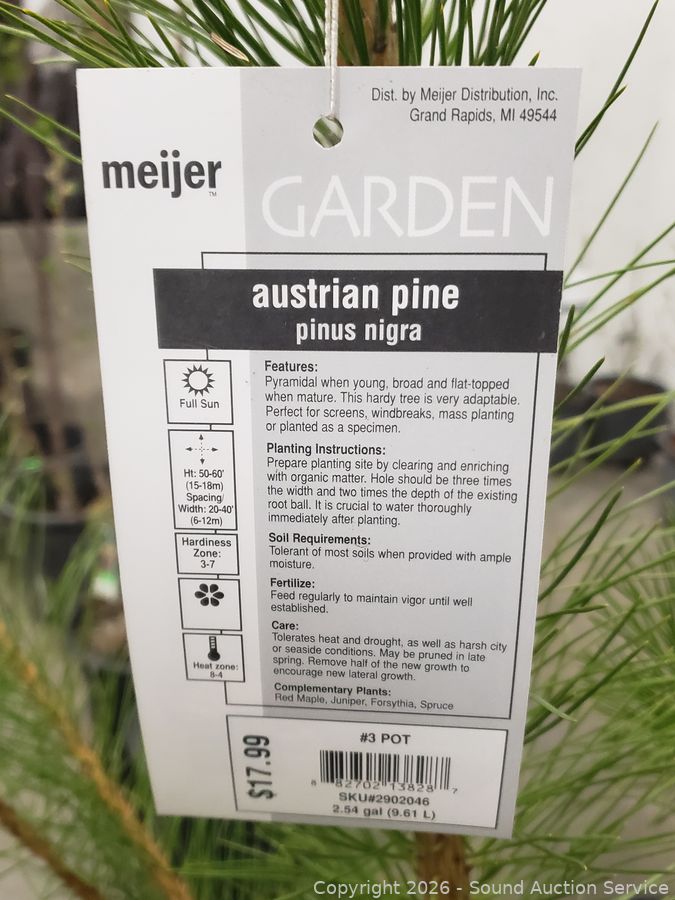 Dist. by Meijer Distribution, Inc.
Grand Rapids, MI 49544
meijer™
GARDEN
austrian pine
pinus nigra
Full Sun
Ht: 50-60'
(15-18m)
Spacing/
Width: 20-40'
(6-12m)
Hardiness
Zone:
3-7
Heat zone:
8-4
Features:
Pyramidal when young, broad and flat-topped
when mature. This hardy tree is very adaptable.
Perfect for screens, windbreaks, mass planting
or planted as a specimen.
Planting Instructions:
Prepare planting site by clearing and enriching
with organic matter. Hole should be three times
the width and two times the depth of the existing
root ball. It is crucial to water thoroughly
immediately after planting.
Soil Requirements:
Tolerant of most soils when provided with ample
moisture.
Fertilize:
Feed regularly to maintain vigor until well
established.
Care:
Tolerates heat and drought, as well as harsh city
or seaside conditions. May be pruned in late
spring. Remove half of the new growth to
encourage new lateral growth.
Complementary Plants:
Red Maple, Juniper, Forsythia, Spruce
$17.99
#3 POT
8 82702 13828 7
SKU#2902046
2.54 gal (9.61 L)
Copyright 2026 - Sound Auction Service